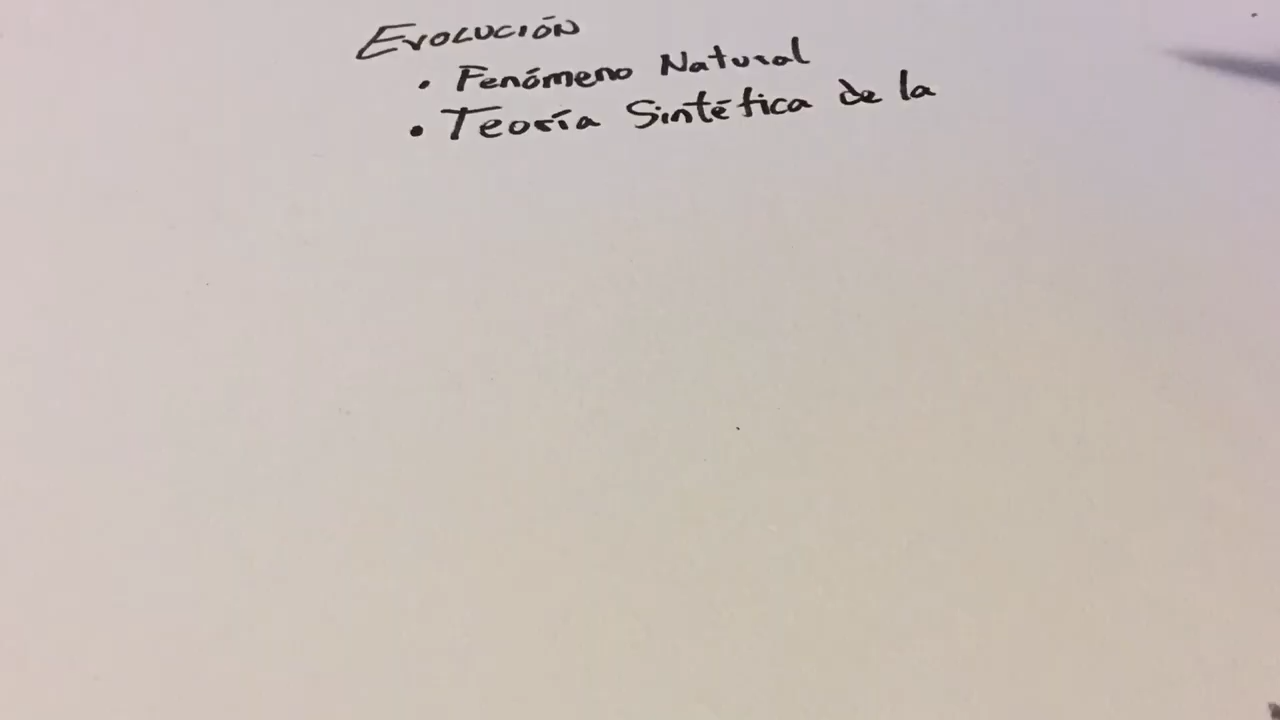 Evolución
• Fenómeno Natural
• Teoría Sintética de la